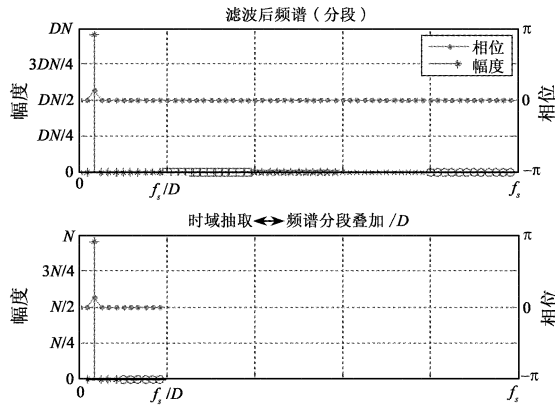 滤波后频谱(分段)
DN
3DN/4
DN/2
DN/4
0
幅度
π
0
-π
相位
相位
幅度
0
f_s/D
f_s
时域抽取↔频谱分段叠加/D
N
3N/4
N/2
N/4
0
幅度
π
0
-π
相位
0
f_s/D
f_s